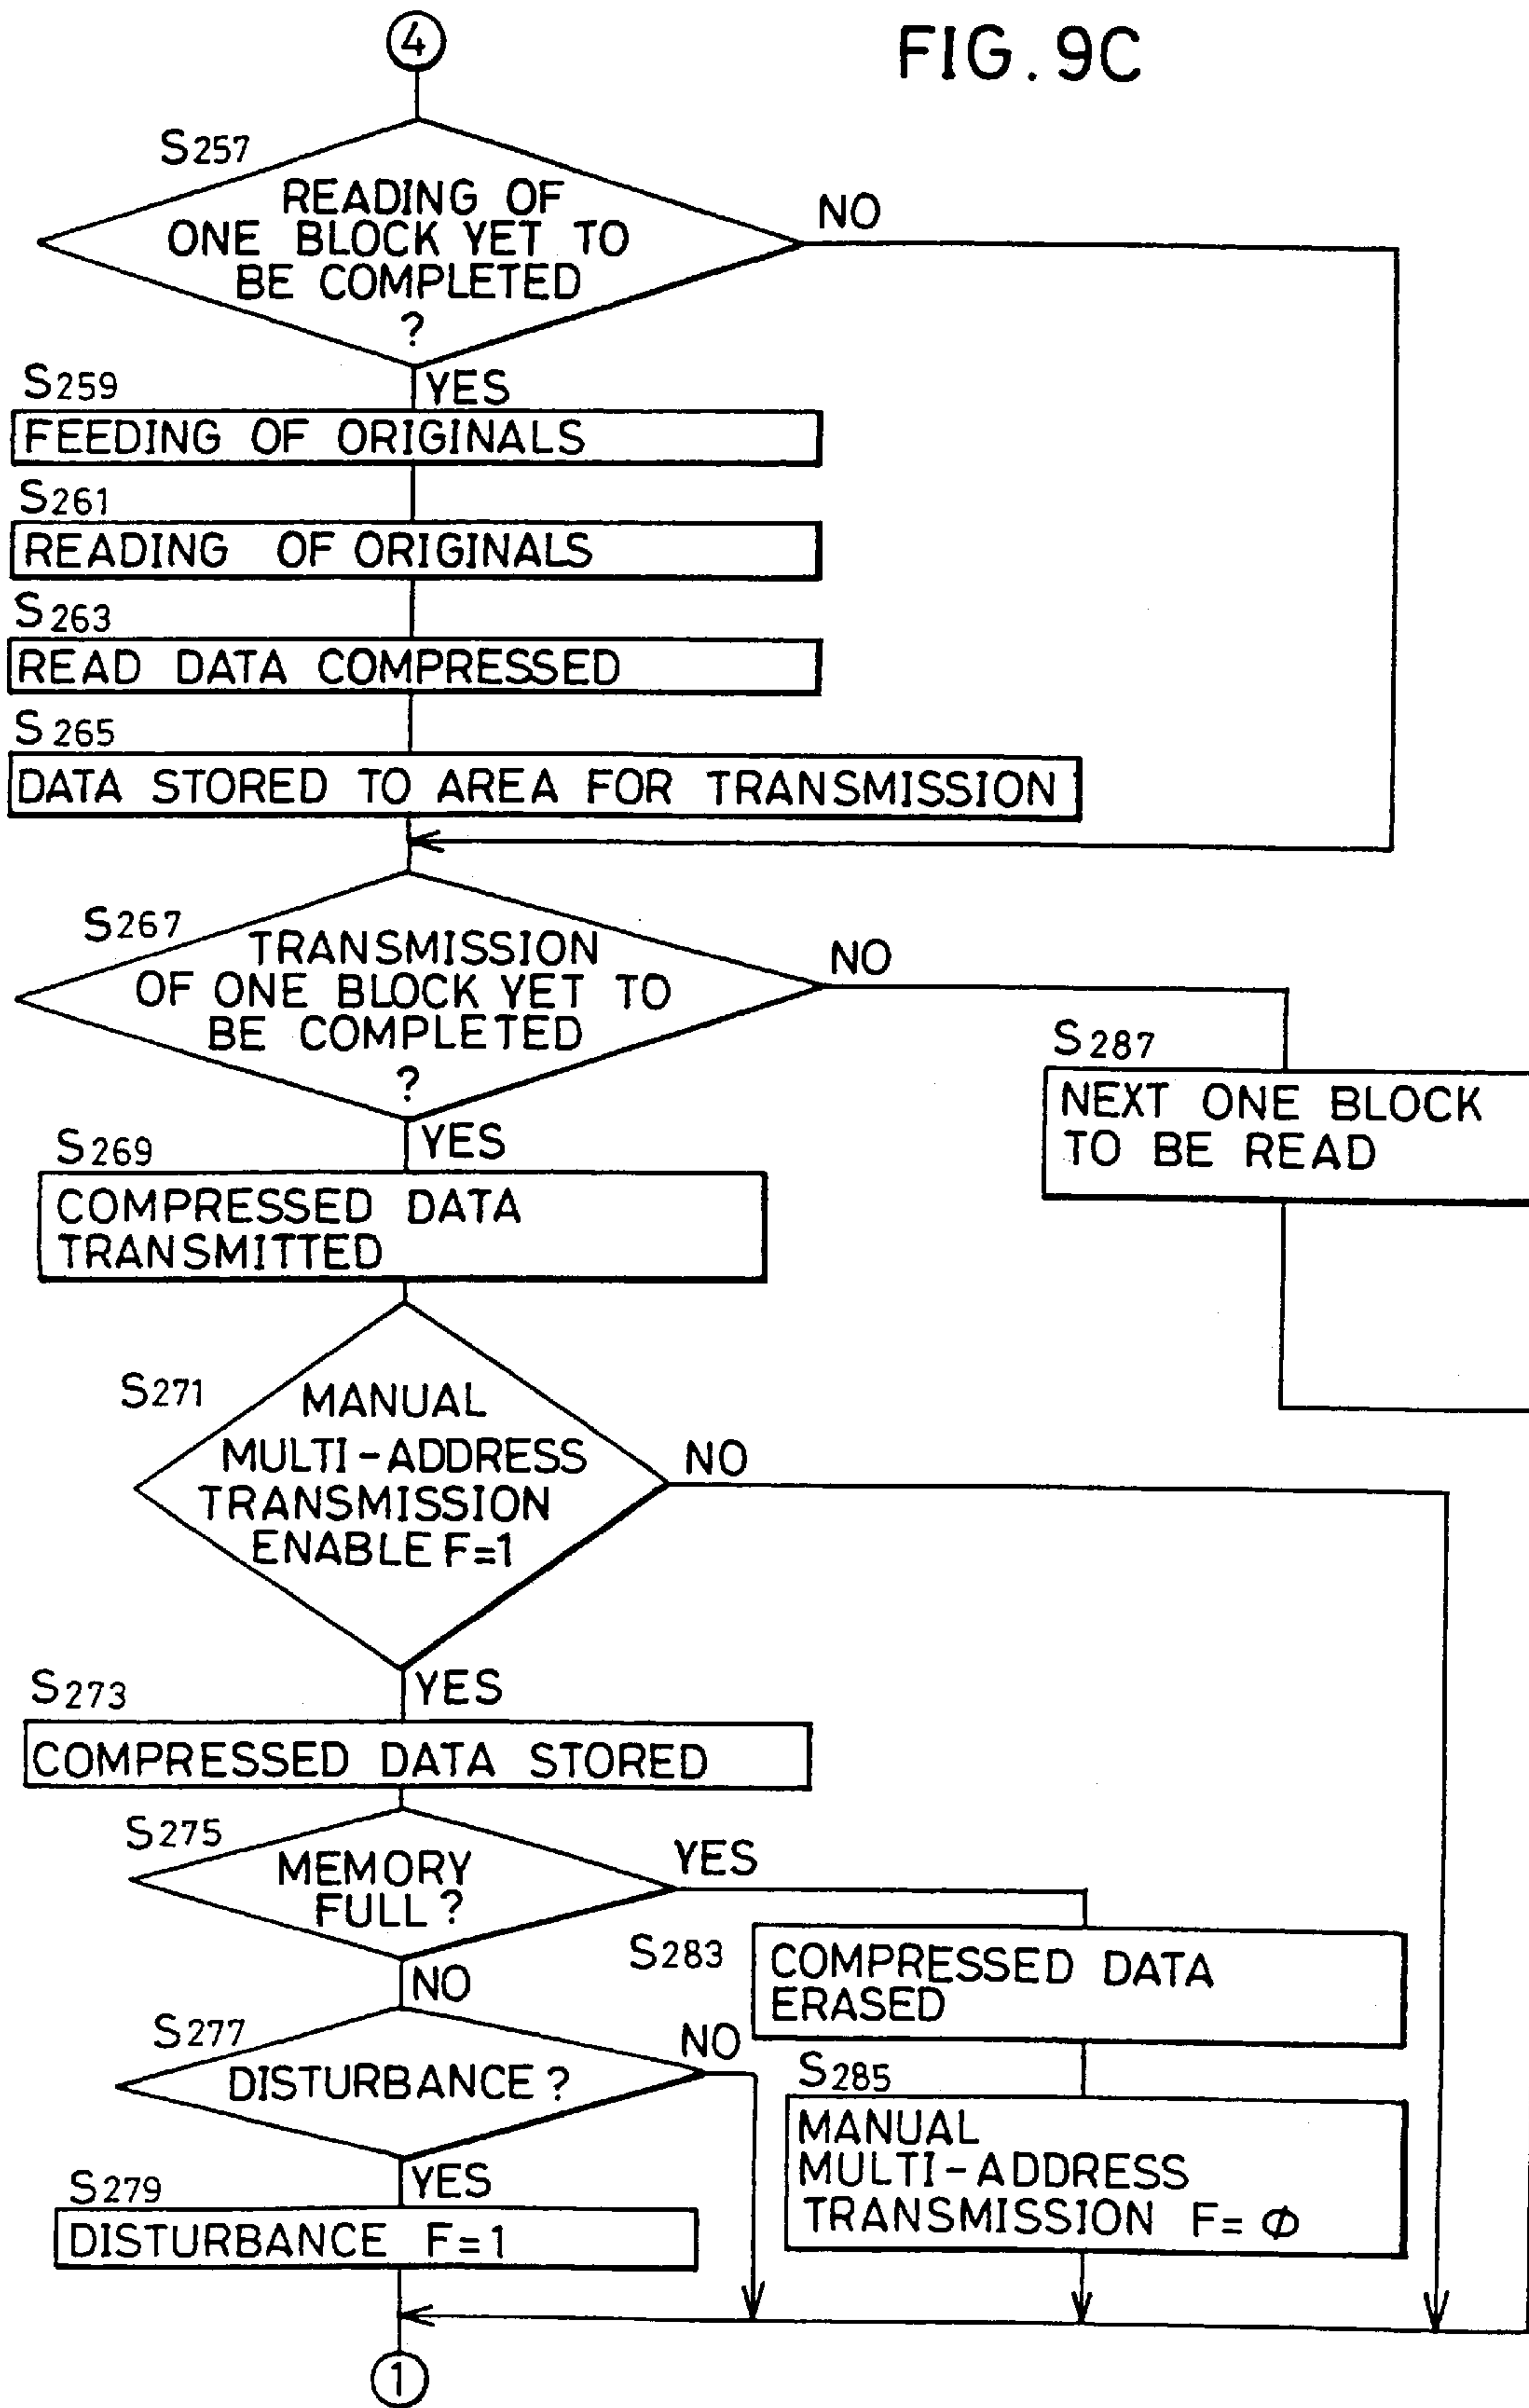 FIG. 9C
4
S257
READING OF
ONE BLOCK YET TO
BE COMPLETED
?
NO
YES
S259
FEEDING OF ORIGINALS
S261
READING OF ORIGINALS
S263
READ DATA COMPRESSED
S265
DATA STORED TO AREA FOR TRANSMISSION
S267
TRANSMISSION
OF ONE BLOCK YET TO
BE COMPLETED
?
NO
YES
S287
NEXT ONE BLOCK
TO BE READ
S269
COMPRESSED DATA
TRANSMITTED
S271
MANUAL
MULTI-ADDRESS
TRANSMISSION
ENABLE F=1
NO
YES
S273
COMPRESSED DATA STORED
S275
MEMORY
FULL?
YES
NO
S283
COMPRESSED DATA
ERASED
S277
DISTURBANCE?
NO
YES
S285
MANUAL
MULTI-ADDRESS
TRANSMISSION F=Φ
S279
DISTURBANCE F=1
1